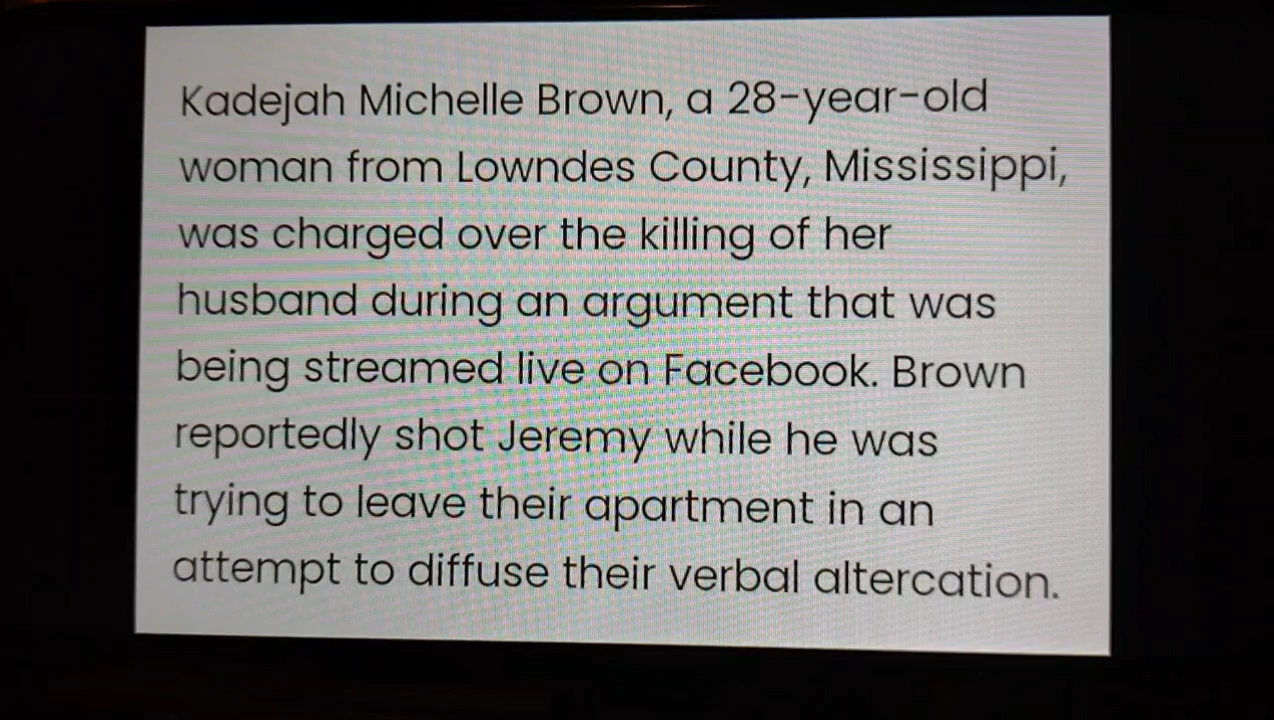 Kadejah Michelle Brown, a 28-year-old
woman from Lowndes County, Mississippi,
was charged over the killing of her
husband during an argument that was
being streamed live on Facebook. Brown
reportedly shot Jeremy while he was
trying to leave their apartment in an
attempt to diffuse their verbal altercation.